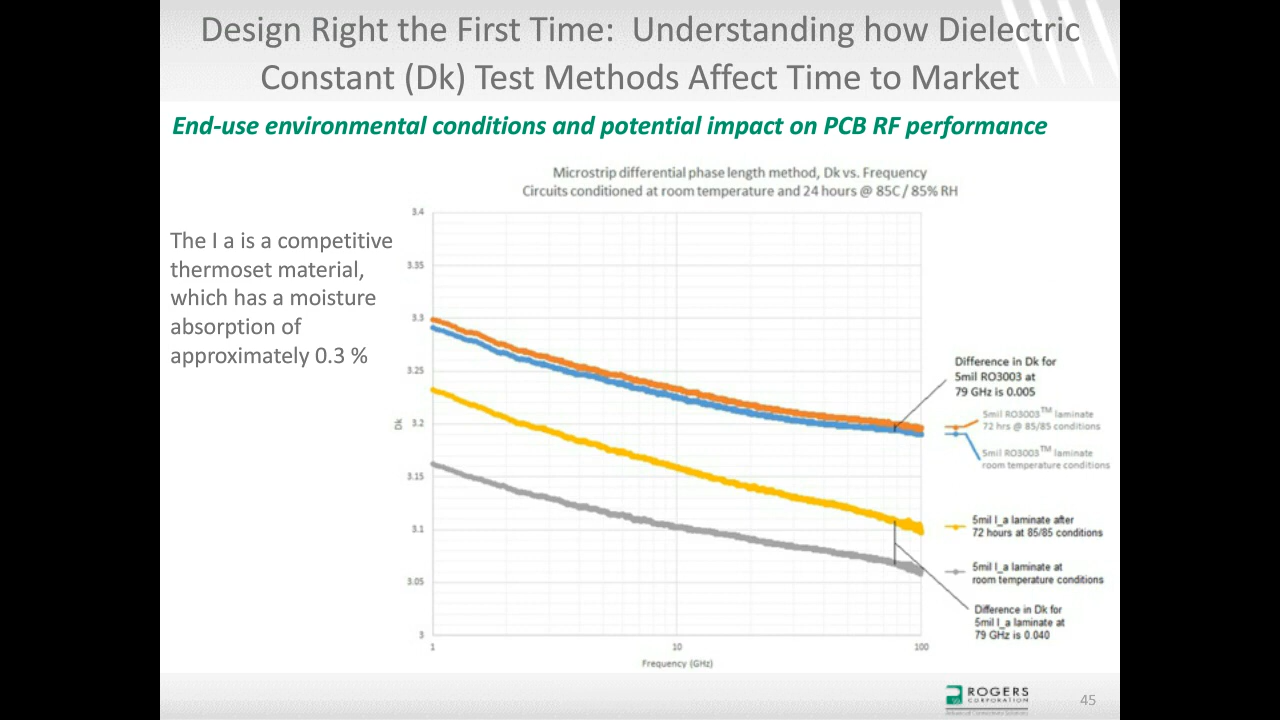 Design Right the First Time:  Understanding how Dielectric
Constant (Dk) Test Methods Affect Time to Market
End-use environmental conditions and potential impact on PCB RF performance
Microstrip differential phase length method, Dk vs. Frequency
Circuits conditioned at room temperature and 24 hours @ 85C / 85% RH
The I a is a competitive
thermoset material,
which has a moisture
absorption of
approximately 0.3 %
3.4
3.35
3.3
3.25
3.2
3.15
3.1
3.05
3
Dk
1
10
100
Frequency (GHz)
Difference in Dk for
5mil RO3003 at
79 GHz is 0.005
5mil RO3003™ laminate
72 hrs @ 85/85 conditions
5mil RO3003™ laminate
room temperature conditions
5mil I_a laminate after
72 hours at 85/85 conditions
5mil I_a laminate at
room temperature conditions
Difference in Dk for
5mil I_a laminate at
79 GHz is 0.040
ROGERS
CORPORATION
Advanced Connectivity Solutions
45